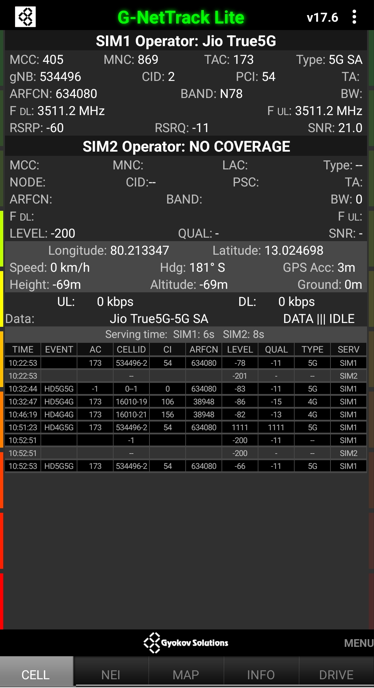 G-NetTrack Lite v17.6
SIM1 Operator: Jio True5G
MCC: 405 MNC: 869 TAC: 173 Type: 5G SA
gNB: 534496 CID: 2 PCI: 54 TA:
ARFCN: 634080 BAND: N78 BW:
F DL: 3511.2 MHz F UL: 3511.2 MHz
RSRP: -60 RSRQ: -11 SNR: 21.0
SIM2 Operator: NO COVERAGE
MCC: MNC: LAC: Type: --
NODE: CID:-- PSC: TA:
ARFCN: BAND: BW: 0
F DL: F UL:
LEVEL: -200 QUAL: - SNR: -
Longitude: 80.213347 Latitude: 13.024698
Speed: 0 km/h Hdg: 181° S GPS Acc: 3m
Height: -69m Altitude: -69m Ground: 0m
UL: 0 kbps DL: 0 kbps
Data: Jio True5G-5G SA DATA ||| IDLE
Serving time: SIM1: 6s SIM2: 8s
TIME EVENT AC CELLID CI ARFCN LEVEL QUAL TYPE SERV
10:22:53 173 534496-2 54 634080 -78 -11 5G SIM1
10:22:53 -- -201 - -- SIM2
10:32:44 HD5G5G -1 0--1 0 634080 -83 -11 5G SIM1
10:32:47 HD5G4G 173 16010-19 106 38948 -86 -15 4G SIM1
10:46:19 HD4G4G 173 16010-21 156 38948 -82 -13 4G SIM1
10:51:23 HD4G5G 173 534496-2 54 634080 1111 1111 5G SIM1
10:52:51 -1 -200 -11 -- SIM1
10:52:51 -- -200 - -- SIM2
10:52:53 HD5G5G 173 534496-2 54 634080 -66 -11 5G SIM1
Gyokov Solutions MENU
CELL NEI MAP INFO DRIVE